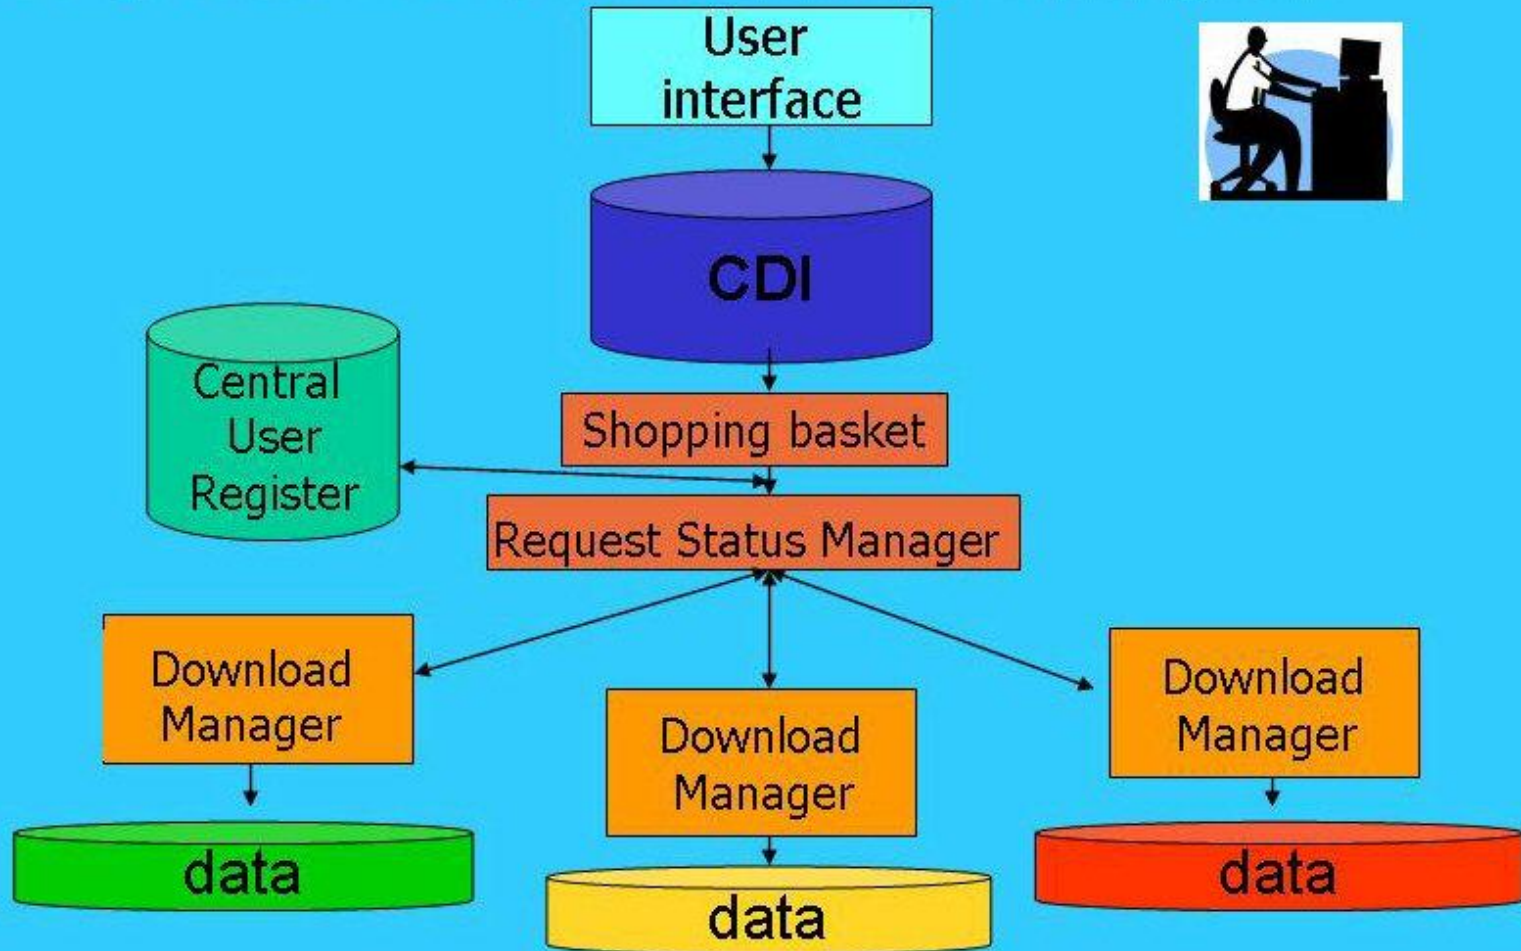 User
interface
CDI
Central
User
Register
Shopping basket
Request Status Manager
Download
Manager
Download
Manager
Download
Manager
data
data
data